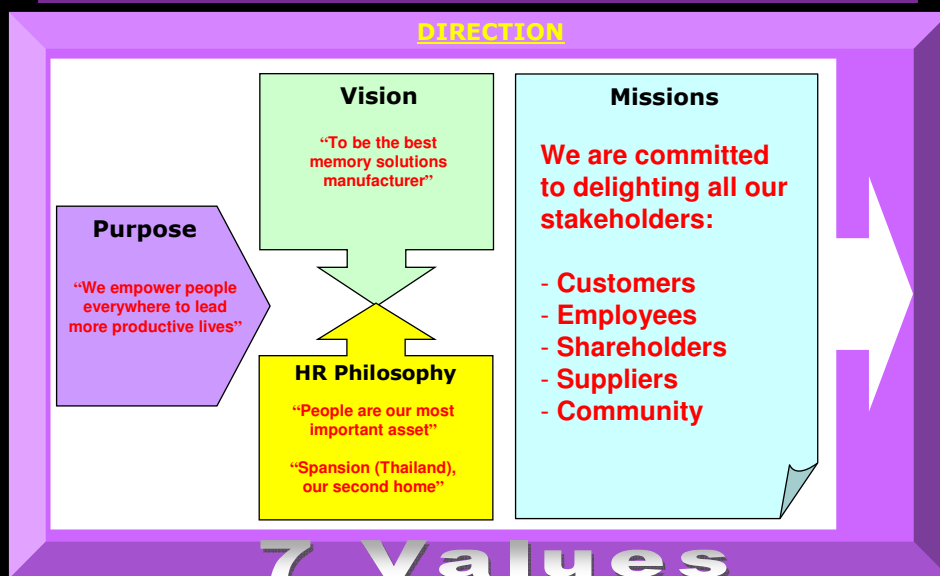 DIRECTION
Purpose
“We empower people
everywhere to lead
more productive lives”
Vision
“To be the best
memory solutions
manufacturer”
HR Philosophy
“People are our most
important asset”
“Spansion (Thailand),
our second home”
Missions
We are committed
to delighting all our
stakeholders:
- Customers
- Employees
- Shareholders
- Suppliers
- Community
7 Values